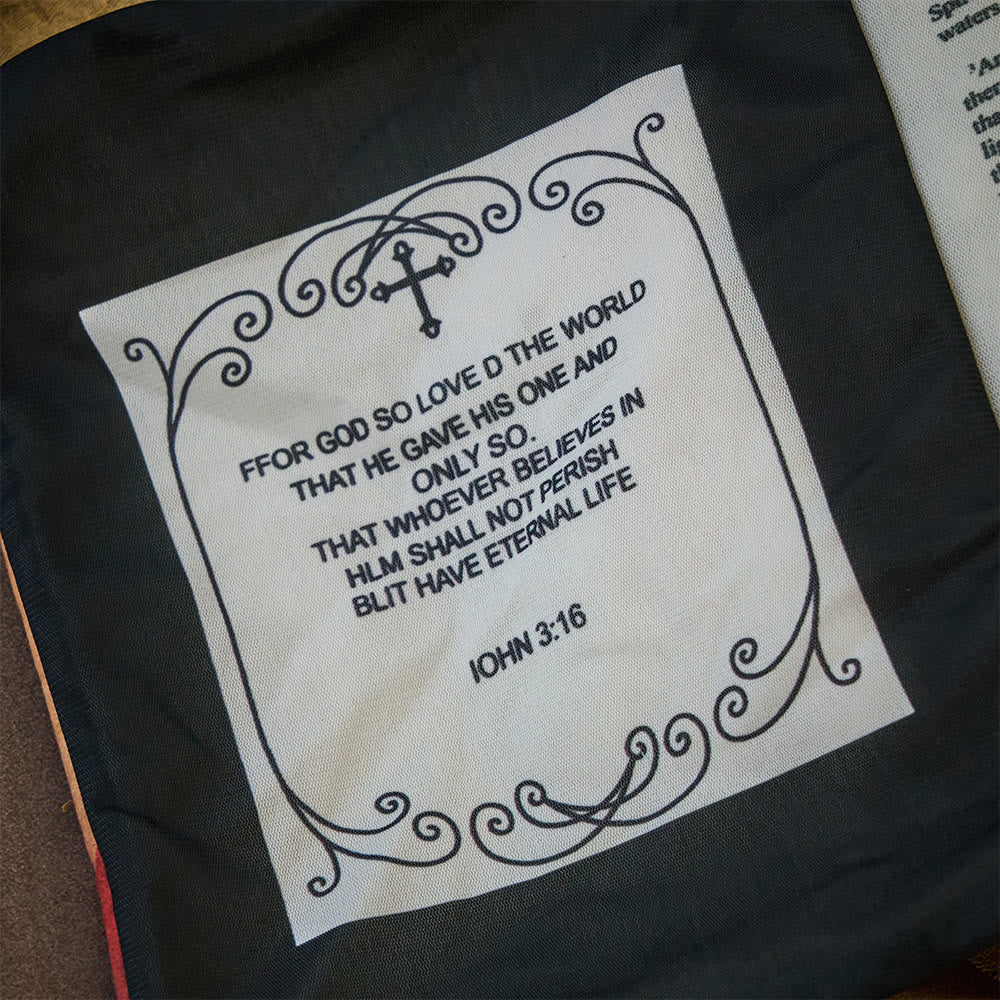 FFOR GOD SO LOVE D THE WORLD
THAT HE GAVE HIS ONE AND
ONLY SO.
THAT WHOEVER BELIEVES IN
HLM SHALL NOT PERISH
BLIT HAVE ETERNAL LIFE
IOHN 3:16
waters